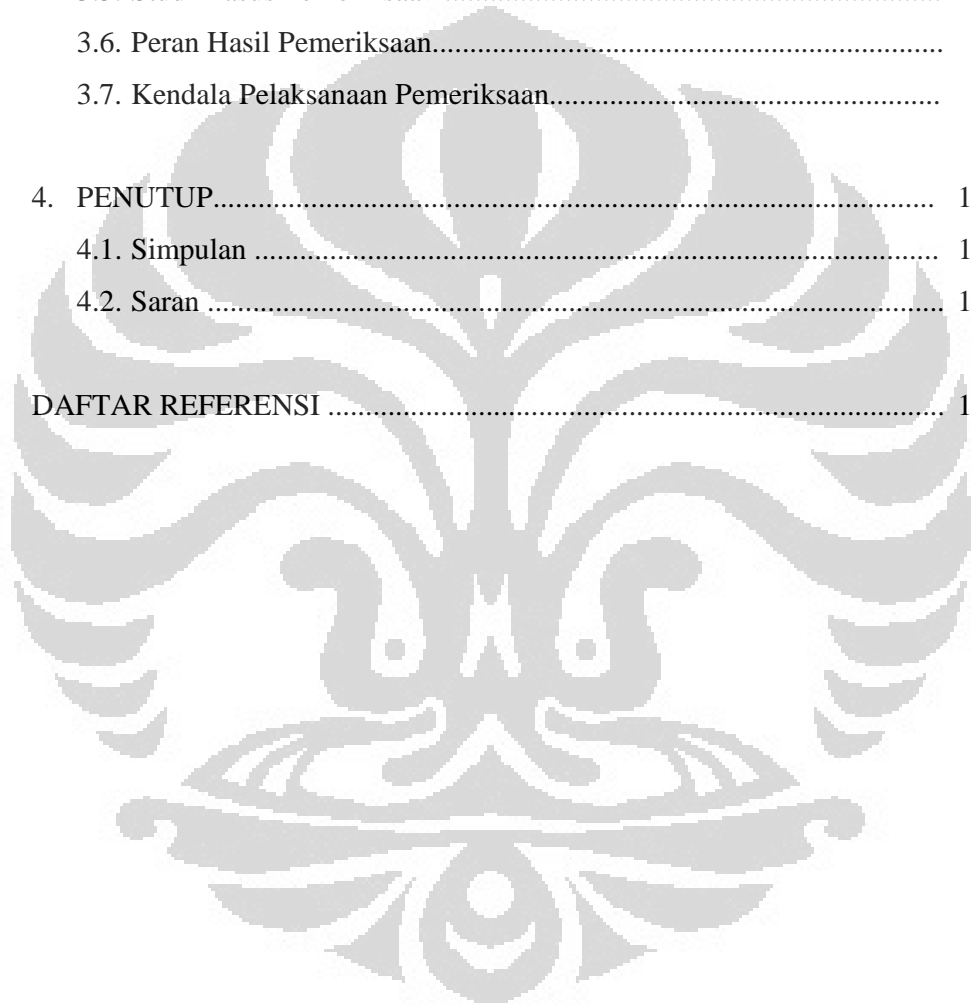 3.6. Peran Hasil Pemeriksaan.................................................................
3.7. Kendala Pelaksanaan Pemeriksaan..................................................
4. PENUTUP............................................................................................ 1
4.1. Simpulan ....................................................................................... 1
4.2. Saran .............................................................................................. 1
DAFTAR REFERENSI .............................................................................. 1